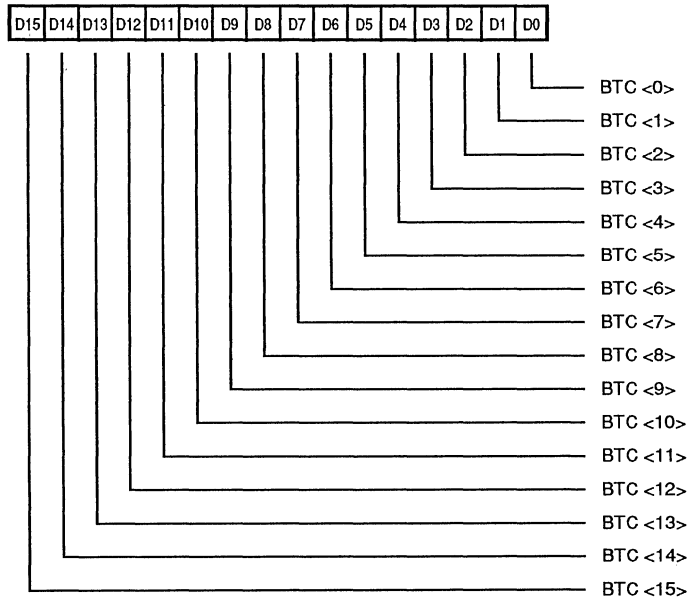 D15 D14 D13 D12 D11 D10 D9 D8 D7 D6 D5 D4 D3 D2 D1 D0
BTC <0>
BTC <1>
BTC <2>
BTC <3>
BTC <4>
BTC <5>
BTC <6>
BTC <7>
BTC <8>
BTC <9>
BTC <10>
BTC <11>
BTC <12>
BTC <13>
BTC <14>
BTC <15>